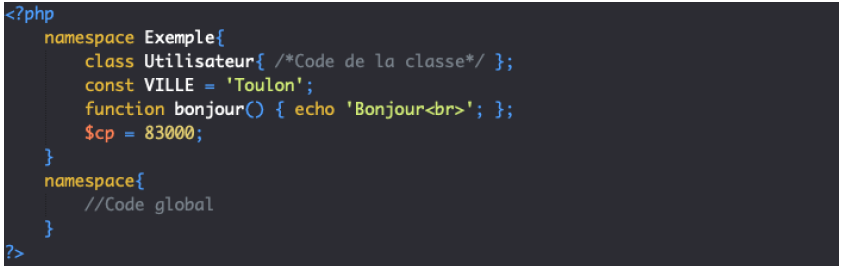 <?php
namespace Exemple{
class Utilisateur{ /*Code de la classe*/ };
const VILLE = 'Toulon';
function bonjour() { echo 'Bonjour<br>'; };
$cp = 83000;
}
namespace{
//Code global
}
?>